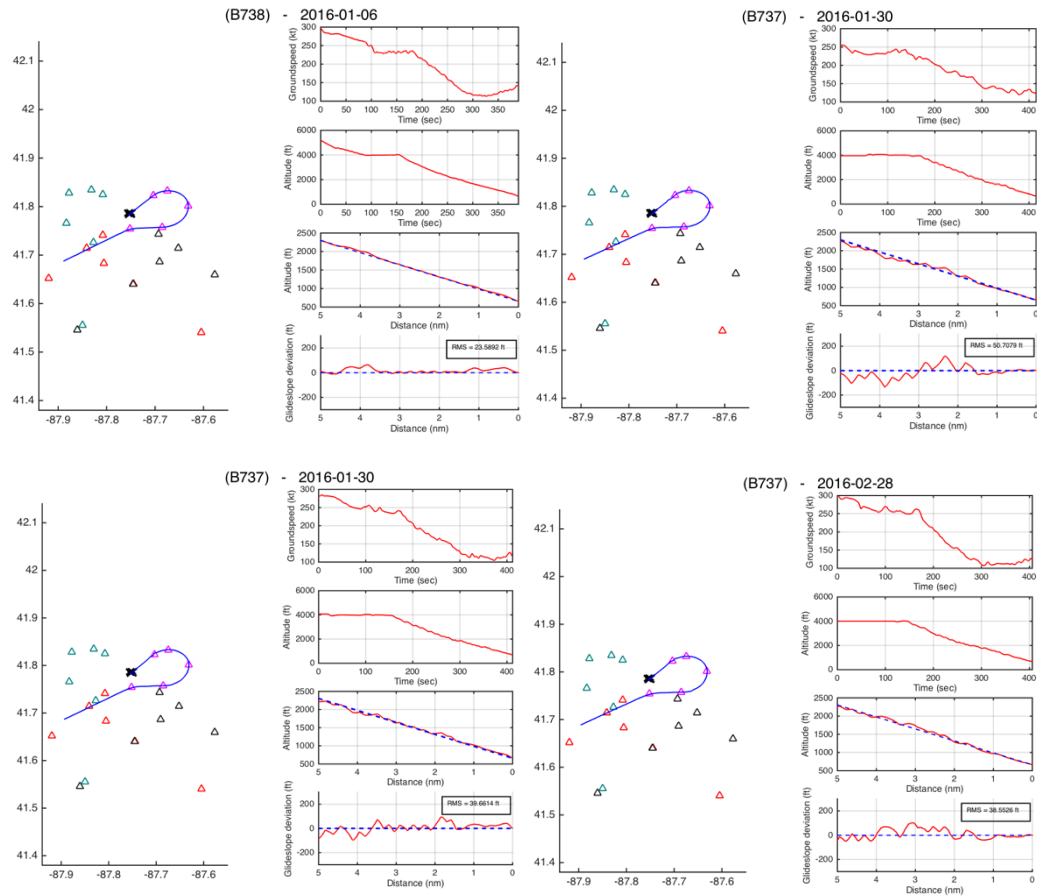 (B738) - 2016-01-06
42.1
42
41.9
41.8
41.7
41.6
41.5
41.4
-87.9 -87.8 -87.7 -87.6
Groundspeed (kt)
300
250
200
150
100
0 50 100 150 200 250 300 350
Time (sec)
Altitude (ft)
6000
4000
2000
0
0 50 100 150 200 250 300 350
Time (sec)
Altitude (ft)
2500
2000
1500
1000
500
5 4 3 2 1 0
Distance (nm)
Glideslope deviation (ft)
200
0
-200
RMS = 23.5892 ft
5 4 3 2 1 0
Distance (nm)
(B737) - 2016-01-30
42.1
42
41.9
41.8
41.7
41.6
41.5
41.4
-87.9 -87.8 -87.7 -87.6
Groundspeed (kt)
300
250
200
150
100
0 100 200 300 400
Time (sec)
Altitude (ft)
6000
4000
2000
0
0 100 200 300 400
Time (sec)
Altitude (ft)
2500
2000
1500
1000
500
5 4 3 2 1 0
Distance (nm)
Glideslope deviation (ft)
200
0
-200
RMS = 50.7079 ft
5 4 3 2 1 0
Distance (nm)
(B737) - 2016-01-30
42.1
42
41.9
41.8
41.7
41.6
41.5
41.4
-87.9 -87.8 -87.7 -87.6
Groundspeed (kt)
300
250
200
150
100
0 100 200 300 400
Time (sec)
Altitude (ft)
6000
4000
2000
0
0 100 200 300 400
Time (sec)
Altitude (ft)
2500
2000
1500
1000
500
5 4 3 2 1 0
Distance (nm)
Glideslope deviation (ft)
200
0
-200
RMS = 39.6614 ft
5 4 3 2 1 0
Distance (nm)
(B737) - 2016-02-28
42.1
42
41.9
41.8
41.7
41.6
41.5
41.4
-87.9 -87.8 -87.7 -87.6
Groundspeed (kt)
300
250
200
150
100
0 100 200 300 400
Time (sec)
Altitude (ft)
6000
4000
2000
0
0 100 200 300 400
Time (sec)
Altitude (ft)
2500
2000
1500
1000
500
5 4 3 2 1 0
Distance (nm)
Glideslope deviation (ft)
200
0
-200
RMS = 38.5526 ft
5 4 3 2 1 0
Distance (nm)